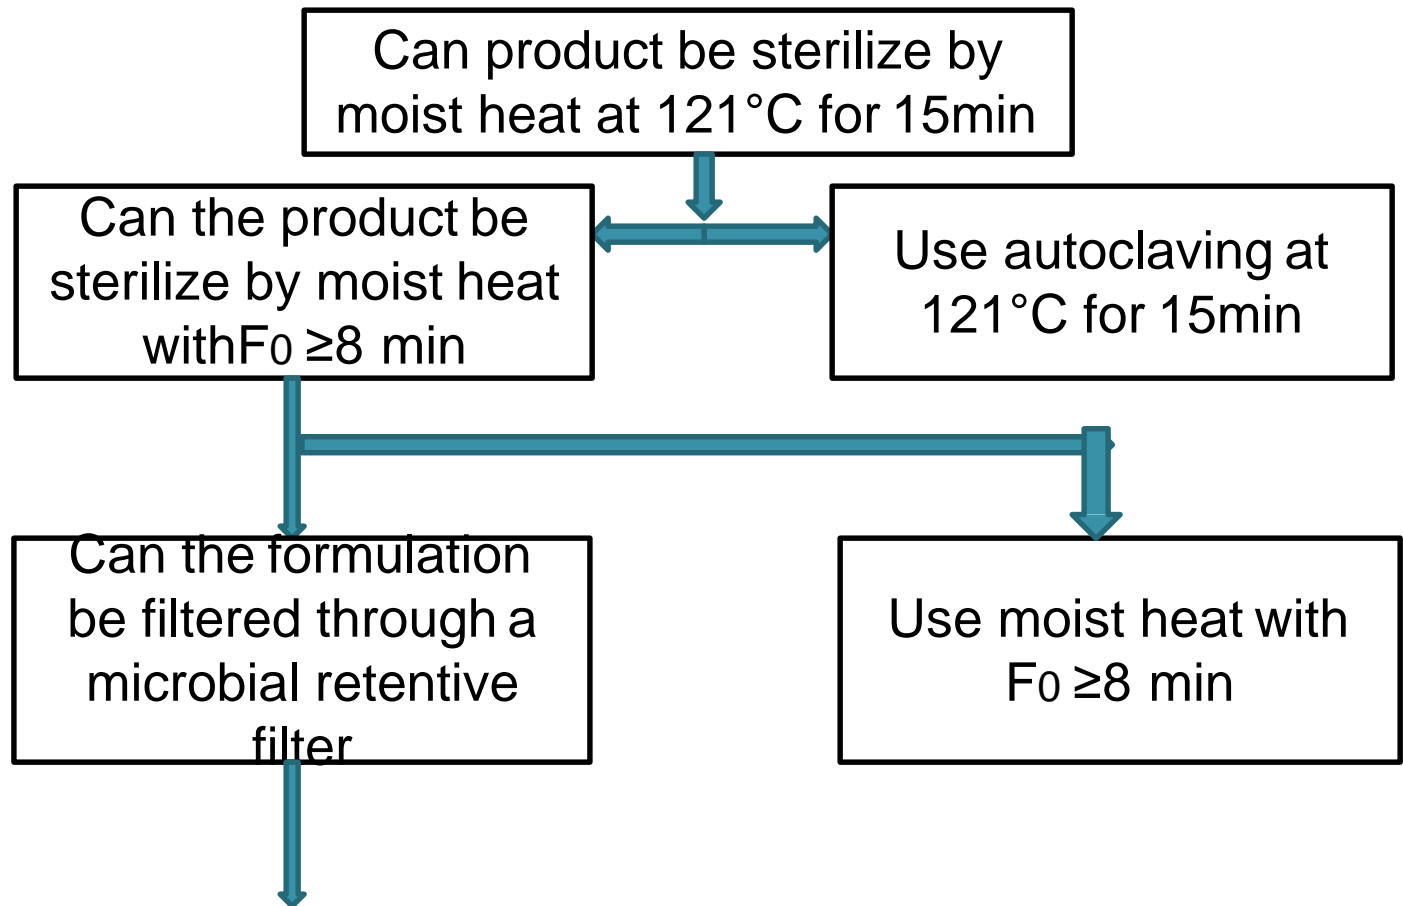 Can product be sterilize by
moist heat at 121°C for 15min
Can the product be
sterilize by moist heat
withF0 ≥8 min
Use autoclaving at
121°C for 15min
Can the formulation
be filtered through a
microbial retentive
filter
Use moist heat with
F0 ≥8 min